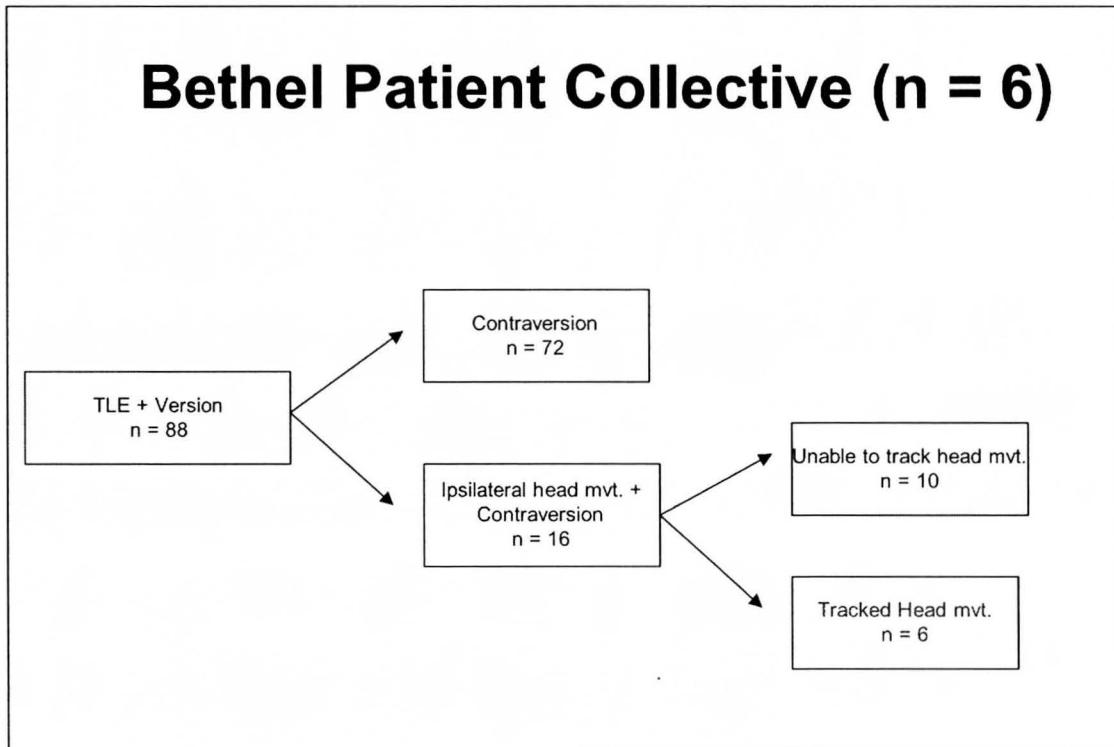 Bethel Patient Collective (n = 6)
Contraversion
n = 72
TLE + Version
n = 88
Ipsilateral head mvt. +
Contraversion
n = 16
Unable to track head mvt.
n = 10
Tracked Head mvt.
n = 6